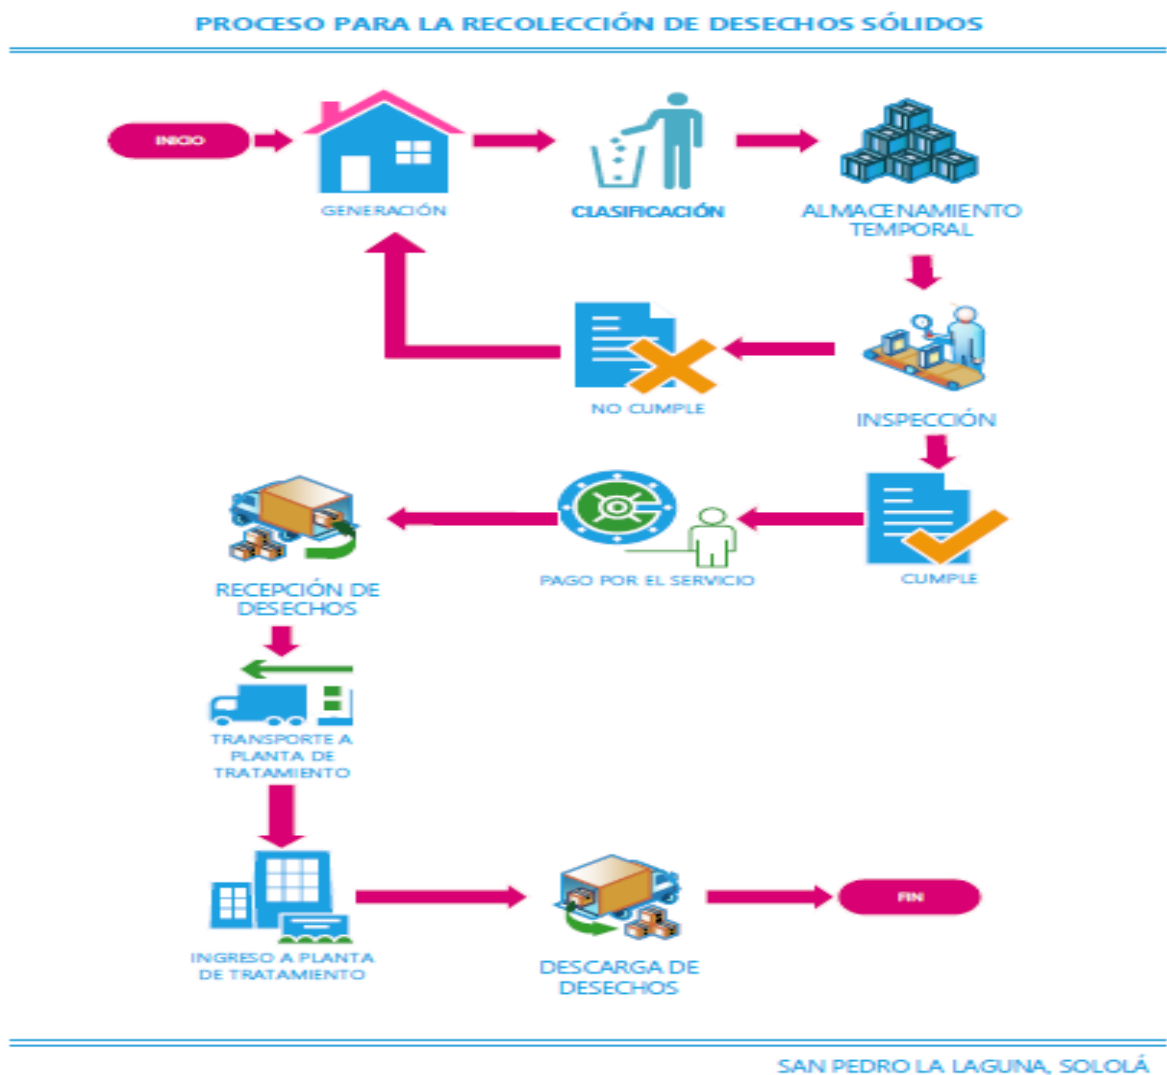 PROCESO PARA LA RECOLECCIÓN DE DESECHOS SÓLIDOS
INICIO
GENERACIÓN
CLASIFICACIÓN
ALMACENAMIENTO
TEMPORAL
NO CUMPLE
INSPECCIÓN
RECEPCIÓN DE
DESECHOS
PAGO POR EL SERVICIO
CUMPLE
TRANSPORTE A
PLANTA DE
TRATAMIENTO
INGRESO A PLANTA
DE TRATAMIENTO
DESCARGA DE
DESECHOS
FIN
SAN PEDRO LA LAGUNA, SOLOLÁ